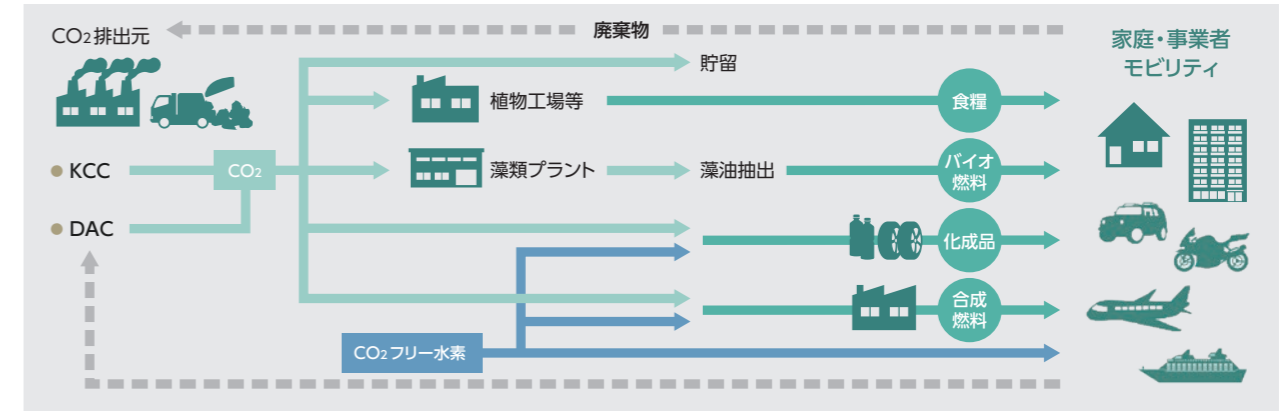 CO2排出元
廃棄物
家庭・事業者
モビリティ
貯留
植物工場等
食糧
KCC
CO2
藻類プラント
藻油抽出
バイオ
燃料
DAC
化成品
合成
燃料
CO2フリー水素